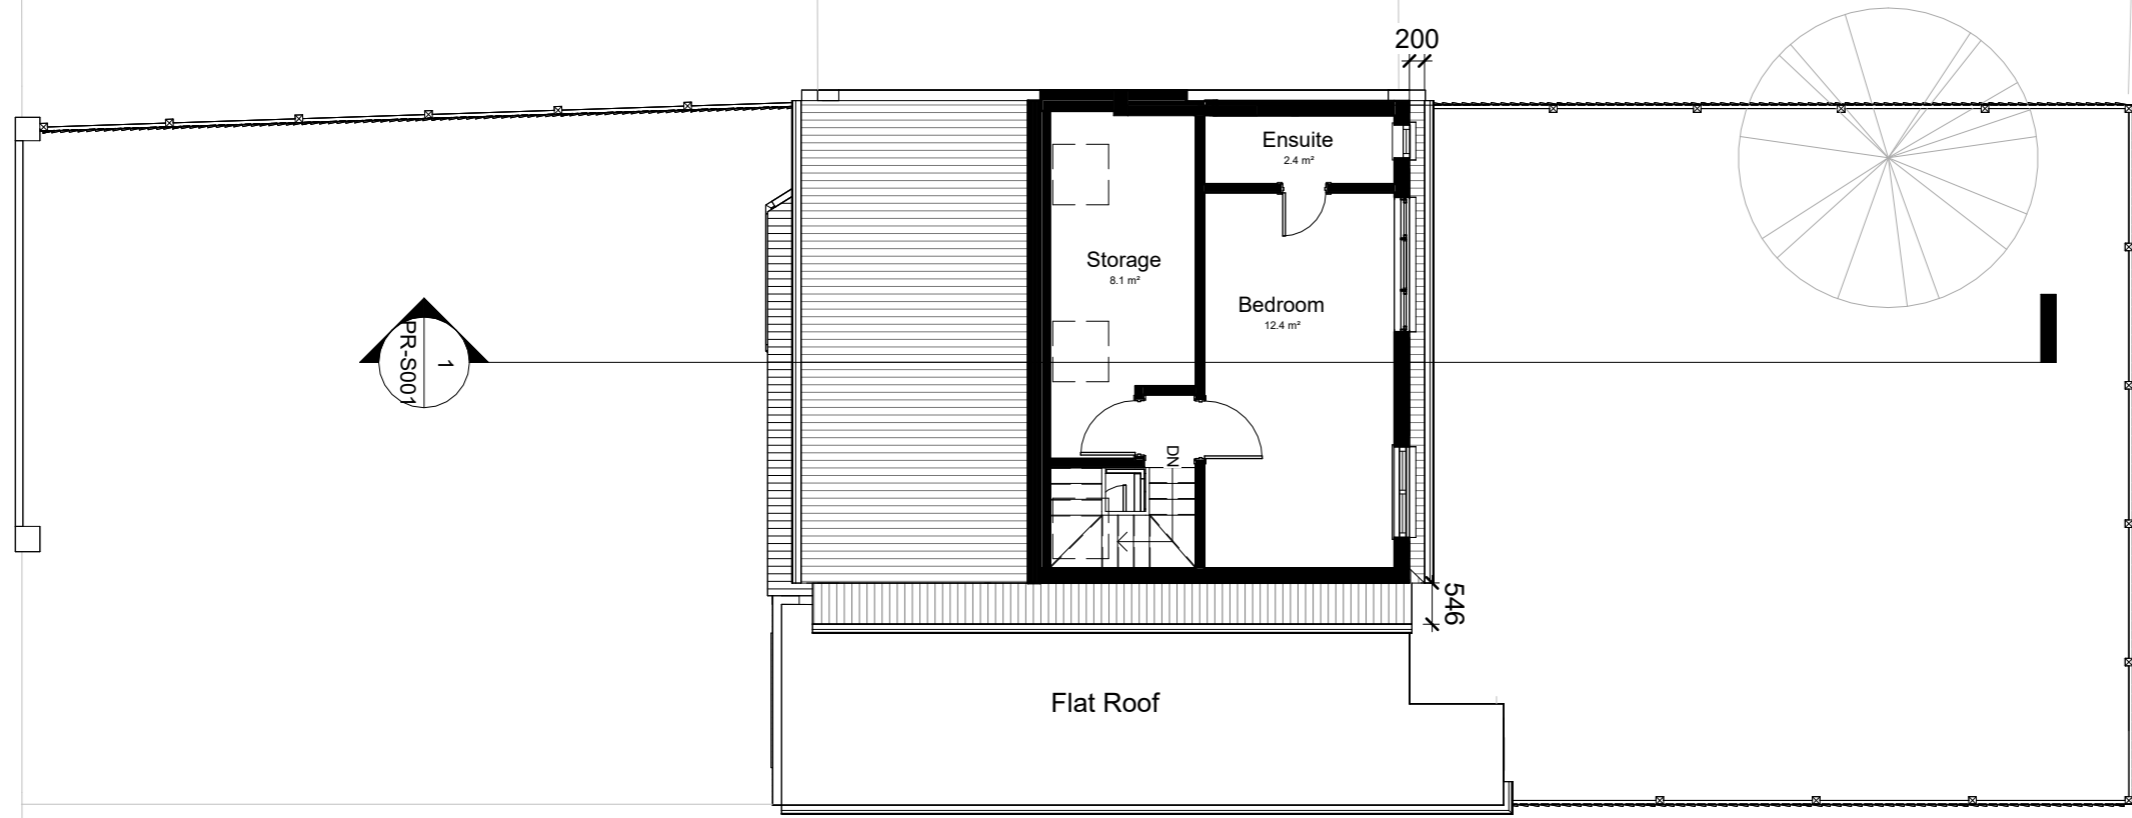 200
Ensuite
2.4 m²
Storage
8.1 m²
Bedroom
12.4 m²
1
PR-S001
DN
546
Flat Roof